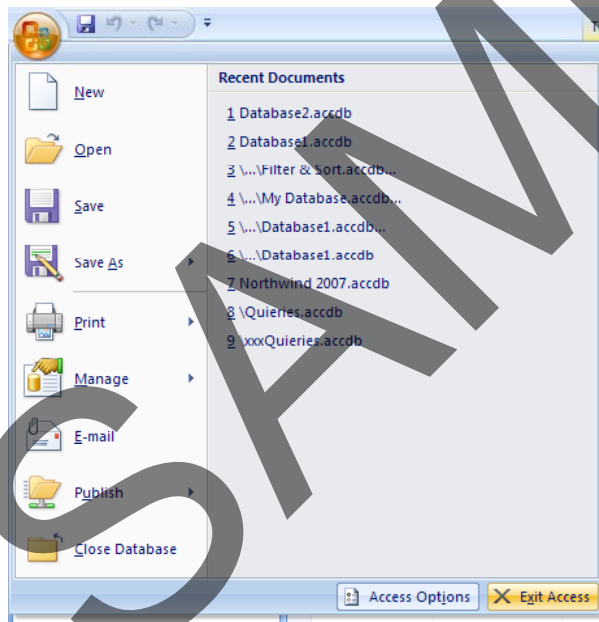 New
Open
Save
Save As
Print
Manage
E-mail
Publish
Close Database
Recent Documents
1 Database2.accdb
2 Database1.accdb
3 \...\Filter & Sort.accdb...
4 \...\My Database.accdb...
5 \...\Database1.accdb...
6 \...\Database1.accdb
7 Northwind 2007.accdb
8 \Quieries.accdb
9 \xxxQuieries.accdb
Access Options
Exit Access
SAM